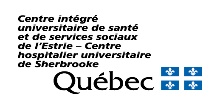 Centre intégré
universitaire de santé
et de services sociaux
de l'Estrie – Centre
hospitalier universitaire
de Sherbrooke
Québec